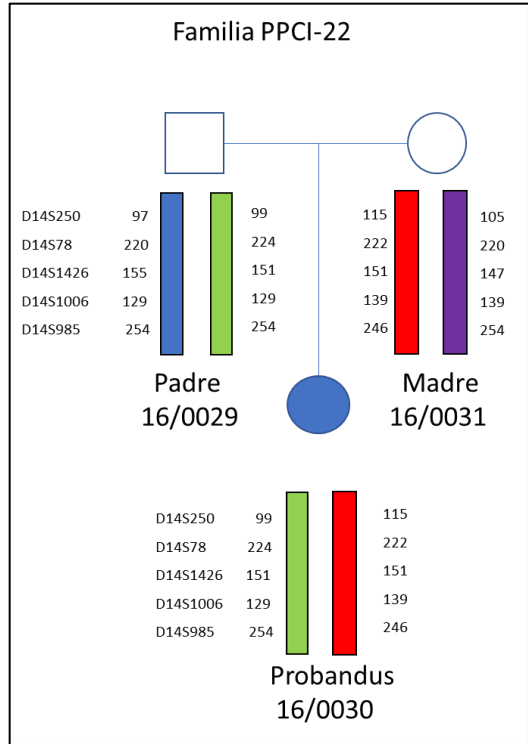 Familia PPCI-22
D14S250 97 99 115 105
D14S78 220 224 222 220
D14S1426 155 151 151 147
D14S1006 129 129 139 139
D14S985 254 254 246 254
Padre Madre
16/0029 16/0031
D14S250 99 115
D14S78 224 222
D14S1426 151 151
D14S1006 129 139
D14S985 254 246
Probandus
16/0030